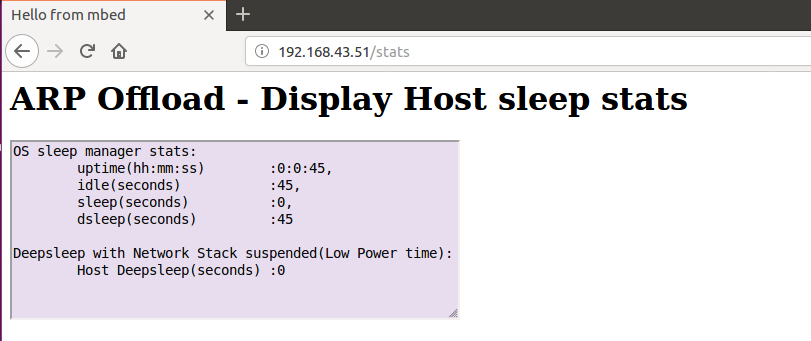 Hello from mbed
192.168.43.51/stats
ARP Offload - Display Host sleep stats
OS sleep manager stats:
uptime(hh:mm:ss) :0:0:45,
idle(seconds) :45,
sleep(seconds) :0,
dsleep(seconds) :45
Deepsleep with Network Stack suspended(Low Power time):
Host Deepsleep(seconds) :0